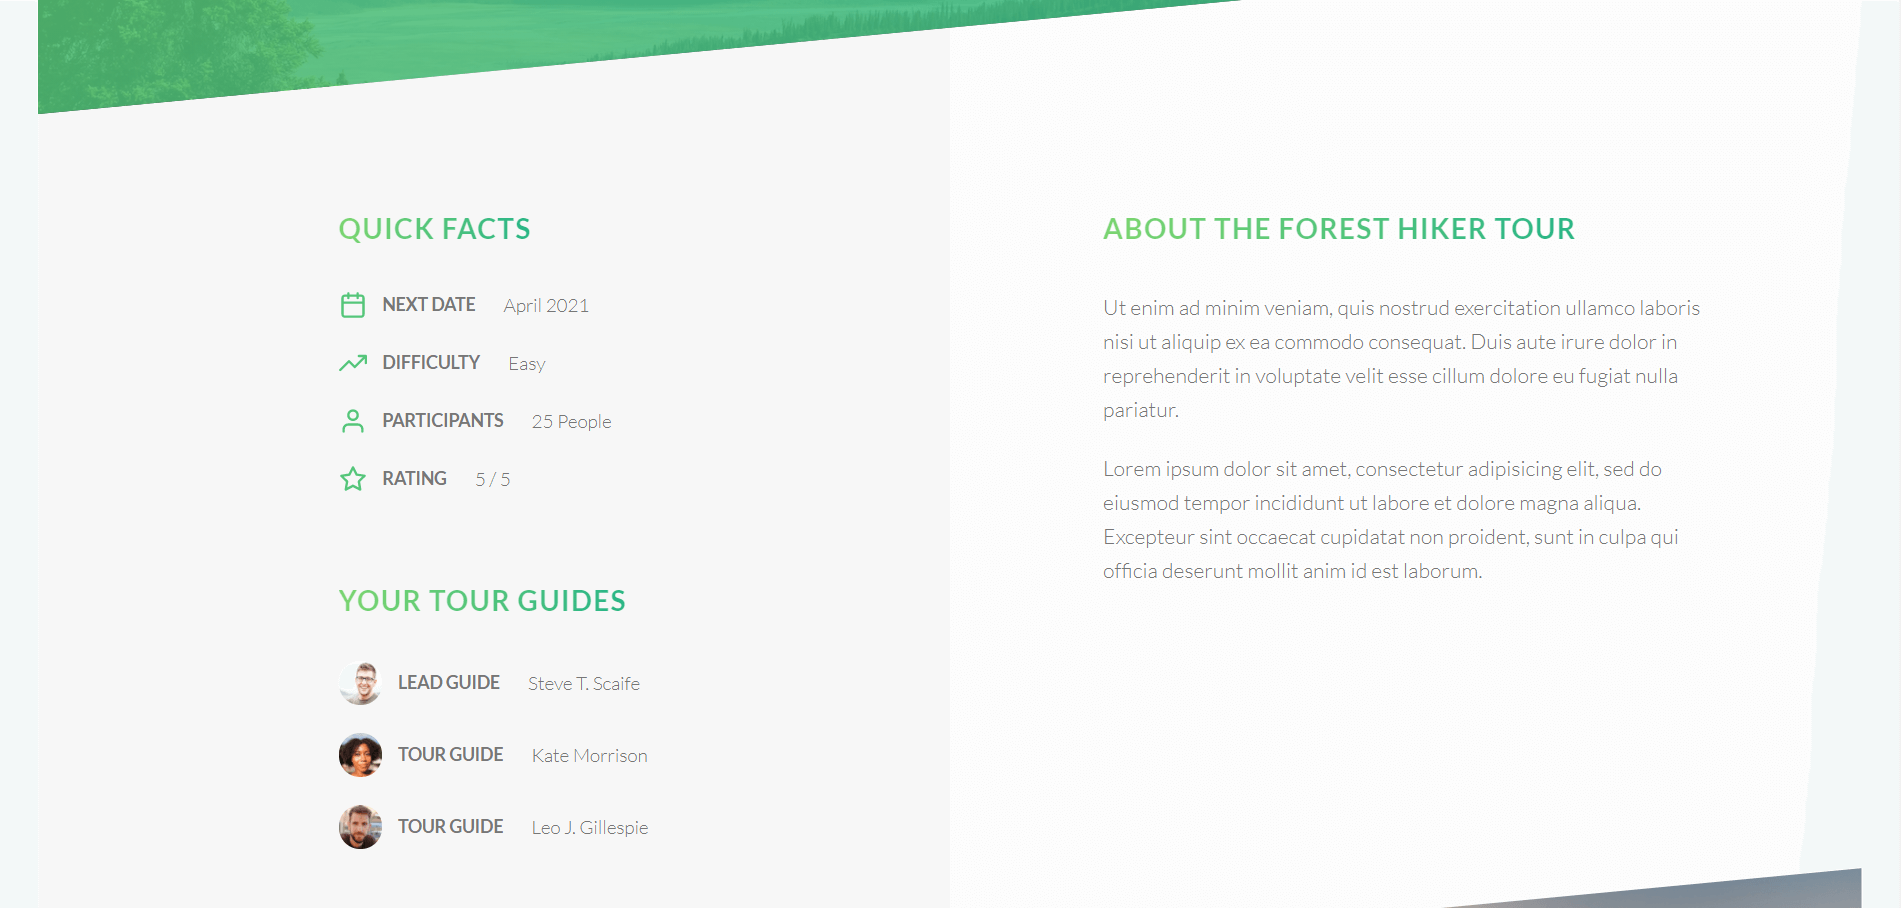 QUICK FACTS
NEXT DATE April 2021
DIFFICULTY Easy
PARTICIPANTS 25 People
RATING 5 / 5
YOUR TOUR GUIDES
LEAD GUIDE Steve T. Scaife
TOUR GUIDE Kate Morrison
TOUR GUIDE Leo J. Gillespie
ABOUT THE FOREST HIKER TOUR
Ut enim ad minim veniam, quis nostrud exercitation ullamco laboris
nisi ut aliquip ex ea commodo consequat. Duis aute irure dolor in
reprehenderit in voluptate velit esse cillum dolore eu fugiat nulla
pariatur.
Lorem ipsum dolor sit amet, consectetur adipisicing elit, sed do
eiusmod tempor incididunt ut labore et dolore magna aliqua.
Excepteur sint occaecat cupidatat non proident, sunt in culpa qui
officia deserunt mollit anim id est laborum.